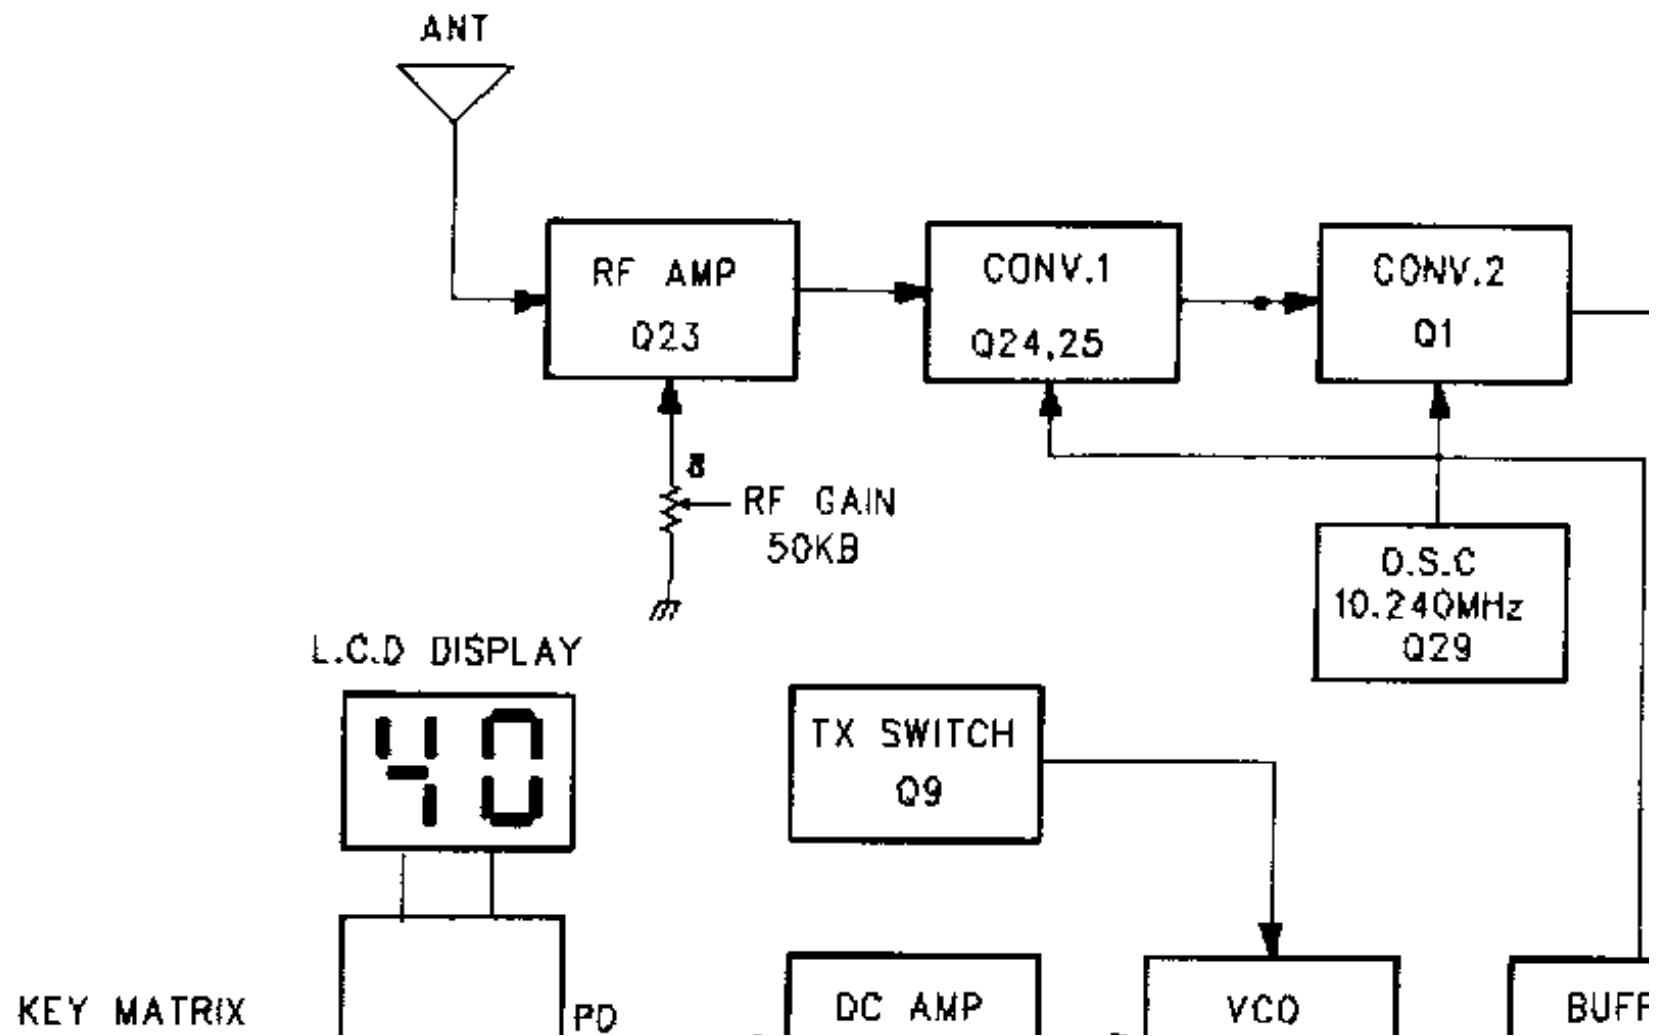 ANT
RF AMP
Q23
CONV.1
Q24,25
CONV.2
Q1
RF GAIN
50KB
O.S.C
10.240MHz
Q29
L.C.D DISPLAY
40
TX SWITCH
Q9
KEY MATRIX
PD
DC AMP
VCO
BUFF